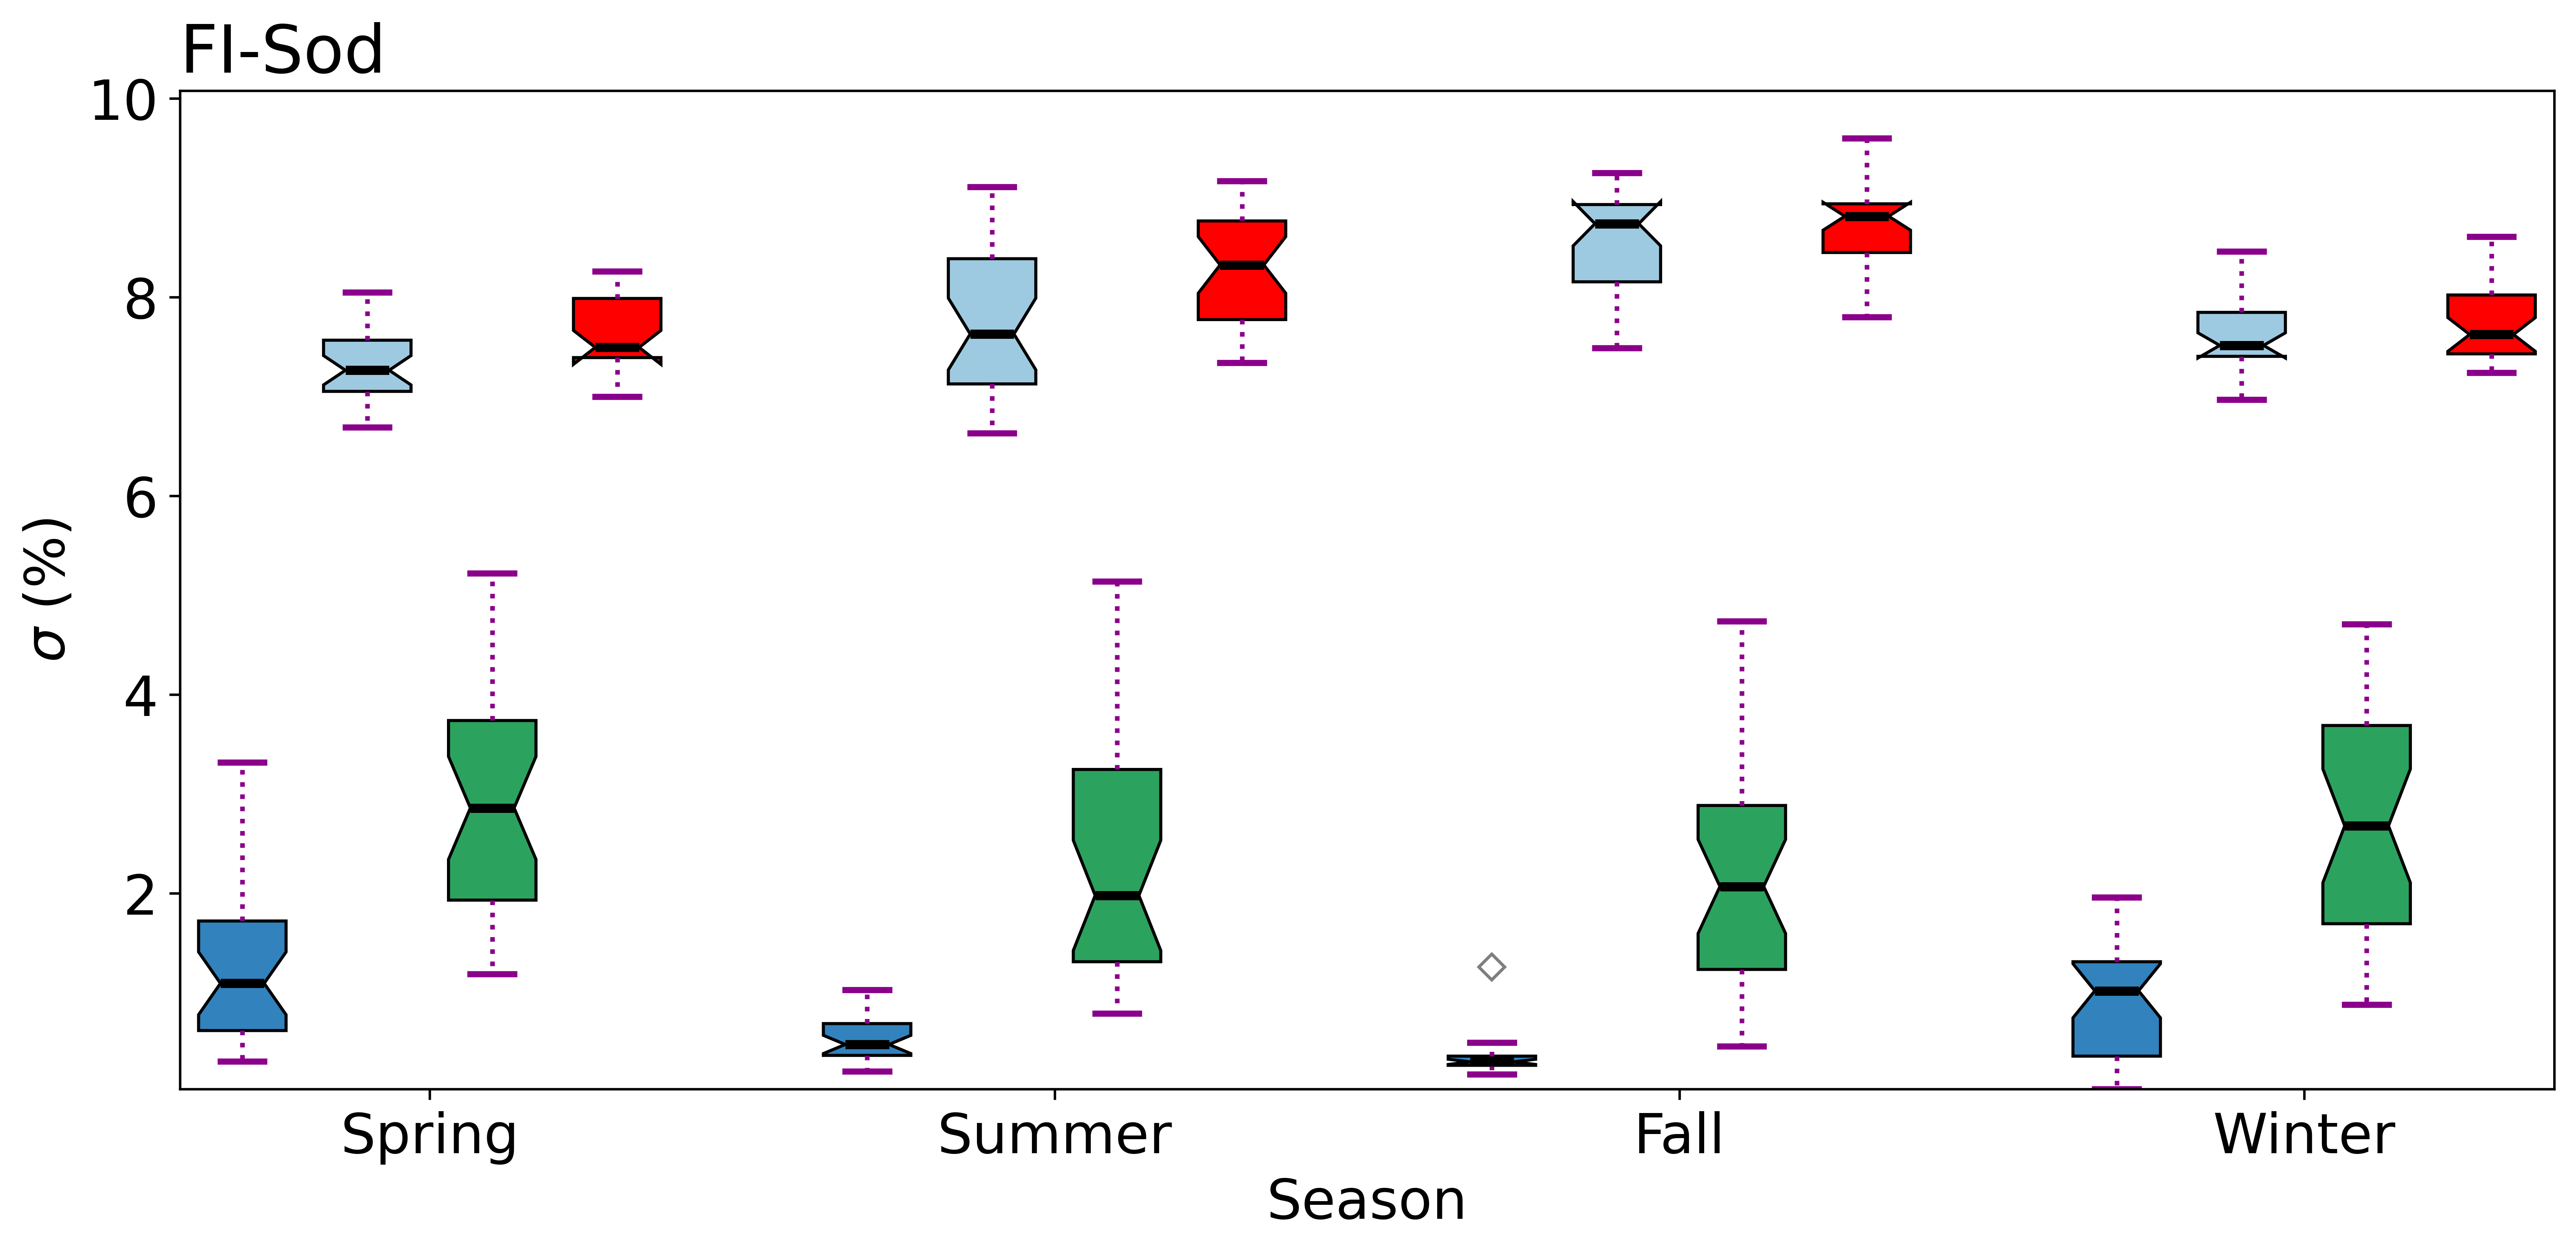 FI-Sod
10
8
6
4
2
σ (%)
Spring Summer Fall Winter
Season